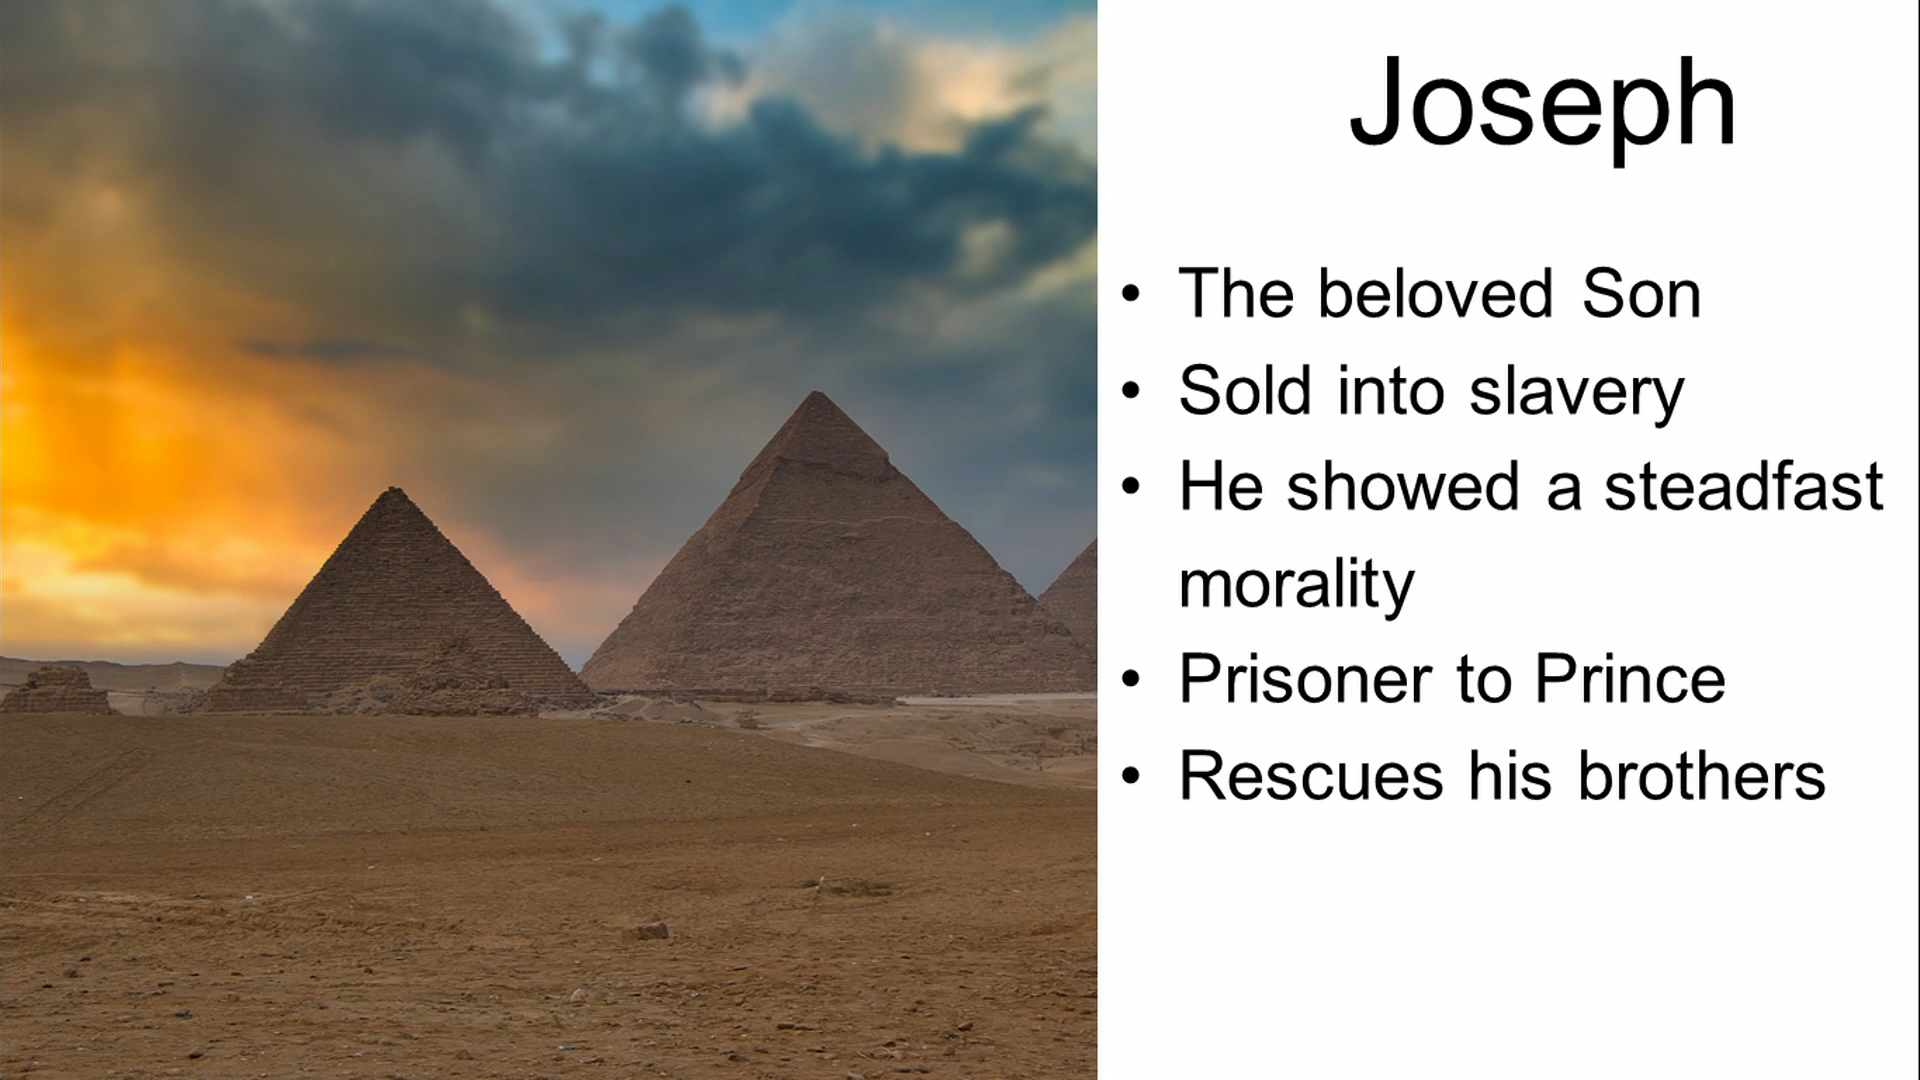 Joseph
• The beloved Son
• Sold into slavery
• He showed a steadfast
morality
• Prisoner to Prince
• Rescues his brothers